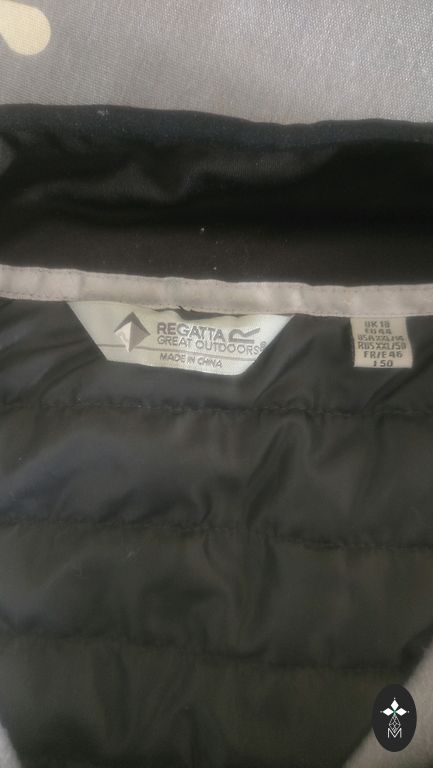 REGATTA
GREAT OUTDOORS®
MADE IN CHINA
UK 18
EU 44
USA XXL/14
RUS XXL/50
FR/E 46
I 50
M